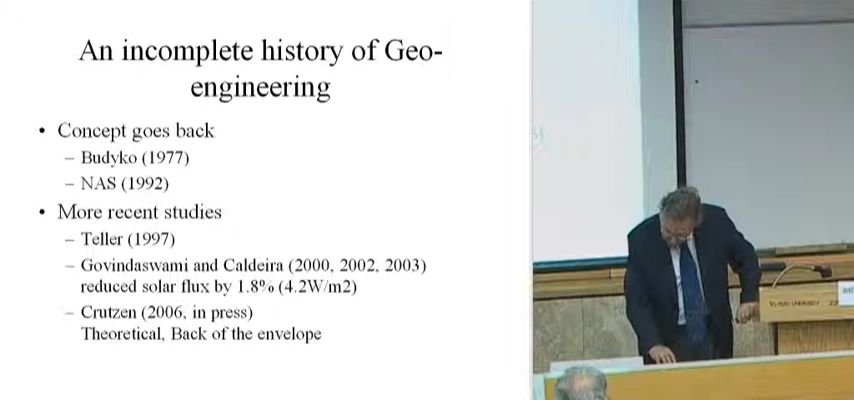 An incomplete history of Geo-
engineering
• Concept goes back
– Budyko (1977)
– NAS (1992)
• More recent studies
– Teller (1997)
– Govindaswami and Caldeira (2000, 2002, 2003)
reduced solar flux by 1.8% (4.2W/m2)
– Crutzen (2006, in press)
Theoretical, Back of the envelope